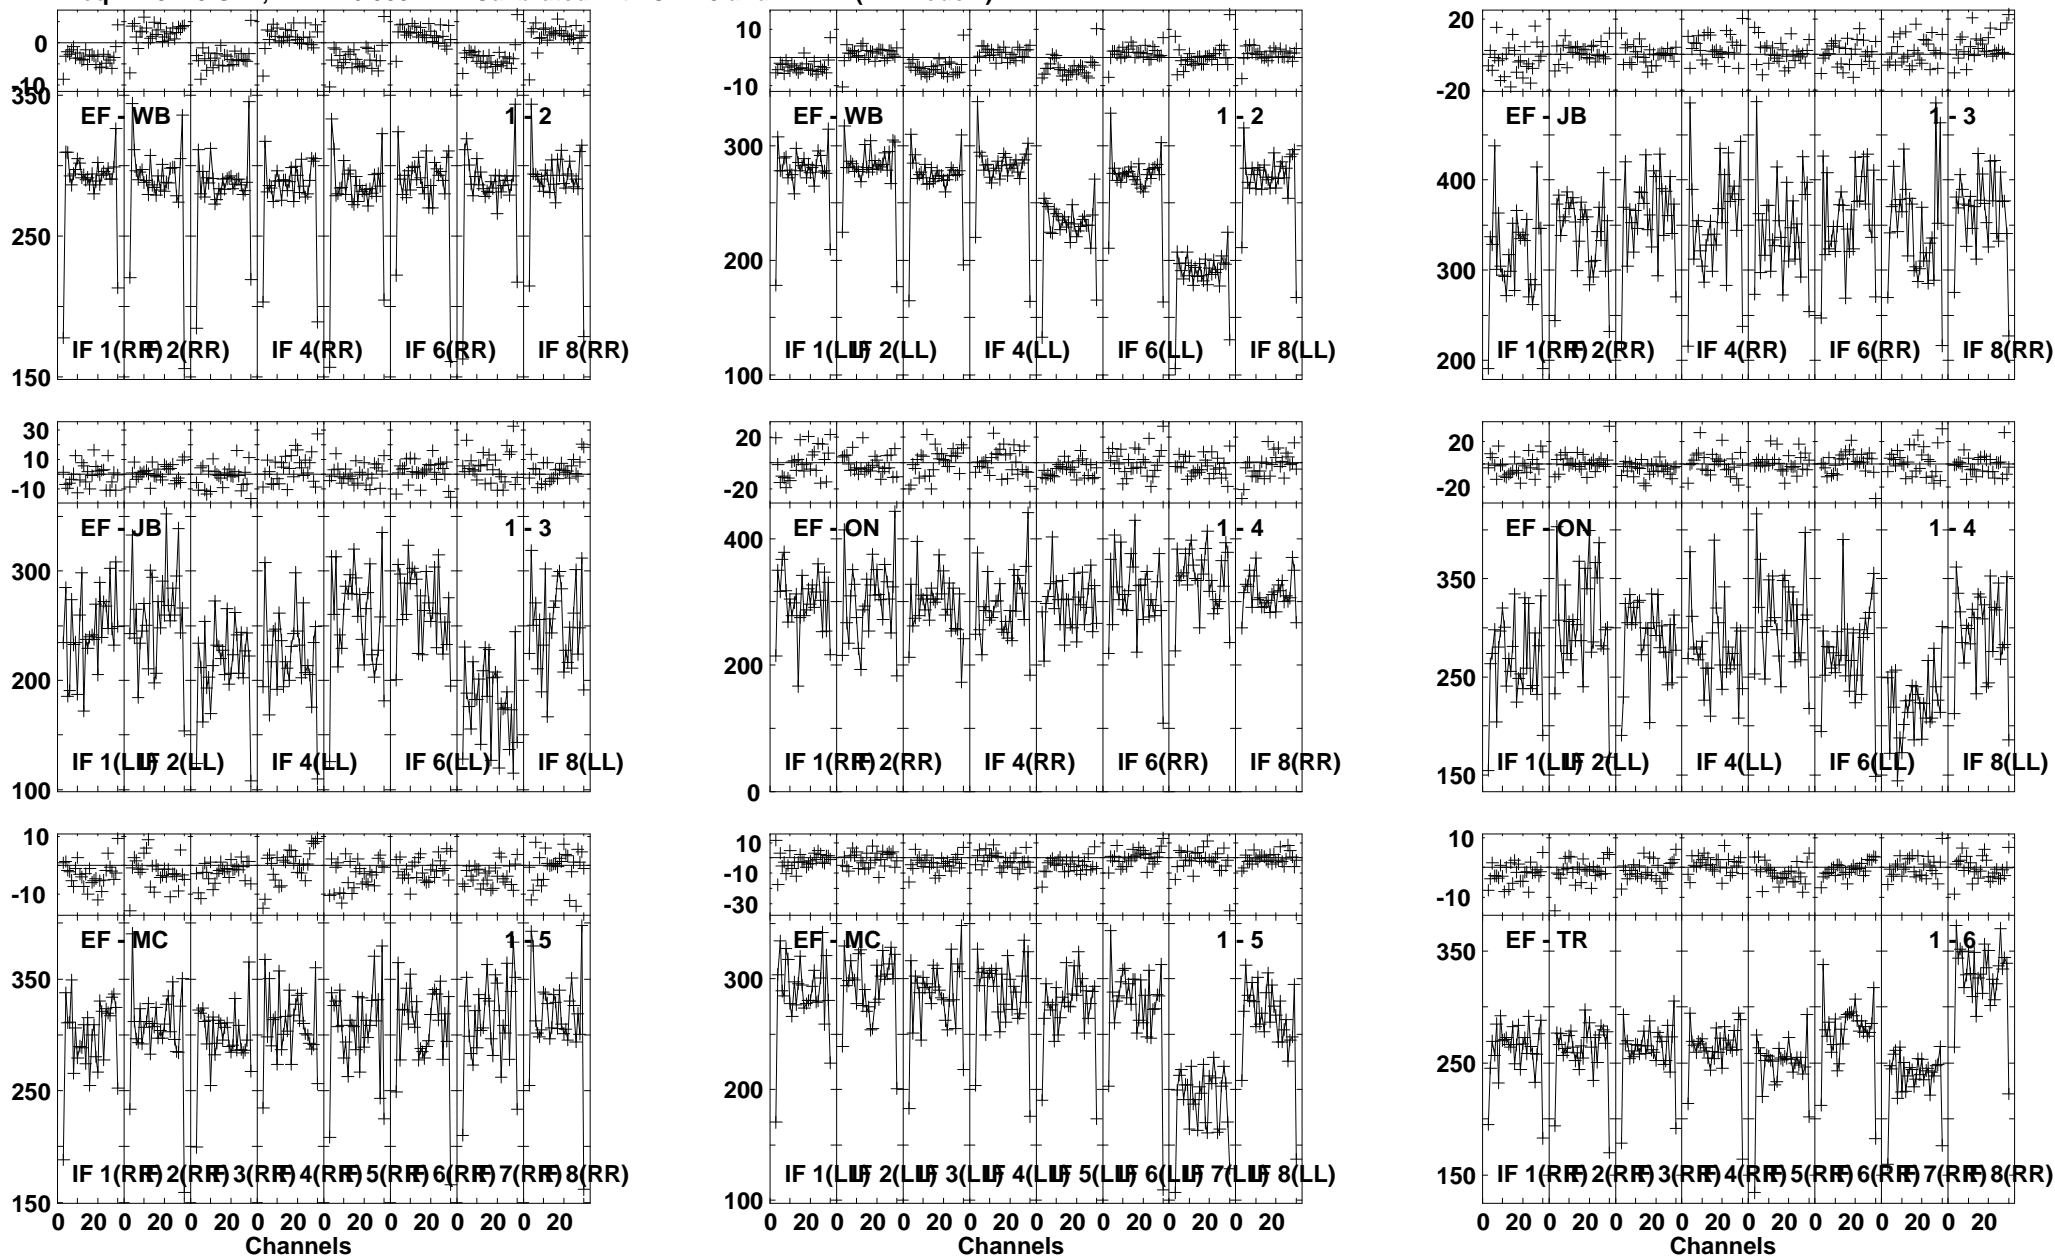 0
-10
10
-10
20
-20
350
250
150
EF - WB
1 - 2
IF 1(RR)
IF 2(RR)
IF 4(RR)
IF 6(RR)
IF 8(RR)
300
200
100
EF - WB
1 - 2
IF 1(LL)
IF 2(LL)
IF 4(LL)
IF 6(LL)
IF 8(LL)
400
300
200
EF - JB
1 - 3
IF 1(RR)
IF 2(RR)
IF 4(RR)
IF 6(RR)
IF 8(RR)
30
10
-10
300
200
100
EF - JB
1 - 3
IF 1(LL)
IF 2(LL)
IF 4(LL)
IF 6(LL)
IF 8(LL)
20
-20
400
200
0
EF - ON
1 - 4
IF 1(RR)
IF 2(RR)
IF 4(RR)
IF 6(RR)
IF 8(RR)
20
-20
350
250
150
EF - ON
1 - 4
IF 1(LL)
IF 2(LL)
IF 4(LL)
IF 6(LL)
IF 8(LL)
10
-10
350
250
150
EF - MC
1 - 5
IF 1(RR)
IF 2(RR)
IF 3(RR)
IF 4(RR)
IF 5(RR)
IF 6(RR)
IF 7(RR)
IF 8(RR)
0 20 0 20 0 20 0 20 0 20 0 20 0 20 0 20
Channels
10
-10
-30
300
200
100
EF - MC
1 - 5
IF 1(LL)
IF 2(LL)
IF 3(LL)
IF 4(LL)
IF 5(LL)
IF 6(LL)
IF 7(LL)
IF 8(LL)
0 20 0 20 0 20 0 20 0 20 0 20 0 20 0 20
Channels
10
-10
350
250
150
EF - TR
1 - 6
IF 1(RR)
IF 2(RR)
IF 3(RR)
IF 4(RR)
IF 5(RR)
IF 6(RR)
IF 7(RR)
IF 8(RR)
0 20 0 20 0 20 0 20 0 20 0 20 0 20 0 20
Channels